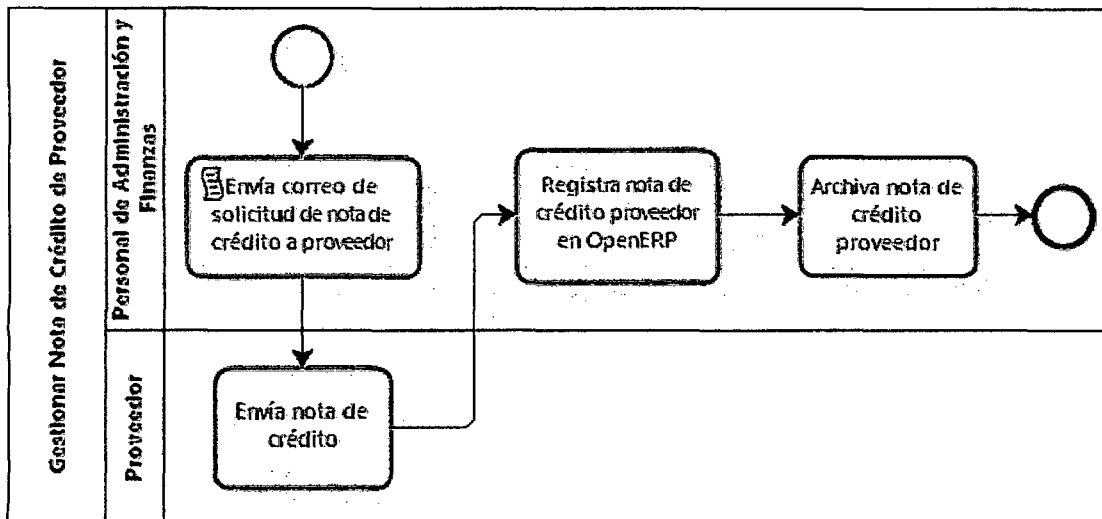 Gestionar Nota de Crédito de Proveedor
Personal de Administración y
Finanzas
Envía correo de
solicitud de nota de
crédito a proveedor
Registra nota de
crédito proveedor
en OpenERP
Archiva nota de
crédito
proveedor
Proveedor
Envía nota de
crédito